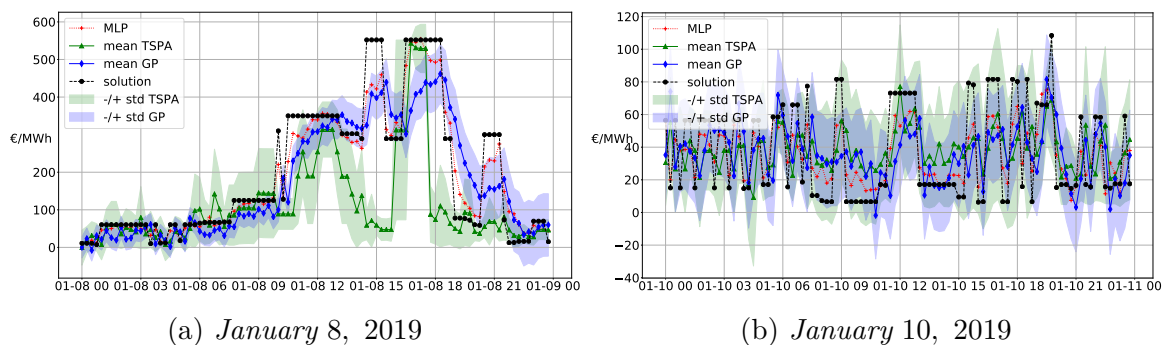 600
500
400
€/MWh
300
200
100
0
MLP
mean TSPA
mean GP
solution
-/+ std TSPA
-/+ std GP
01-08 00 01-08 03 01-08 06 01-08 09 01-08 12 01-08 15 01-08 18 01-08 21 01-09 00
(a) January 8, 2019
120
100
80
60
€/MWh
40
20
0
−20
−40
MLP
mean TSPA
mean GP
solution
-/+ std TSPA
-/+ std GP
01-10 00 01-10 03 01-10 06 01-10 09 01-10 12 01-10 15 01-10 18 01-10 21 01-11 00
(b) January 10, 2019